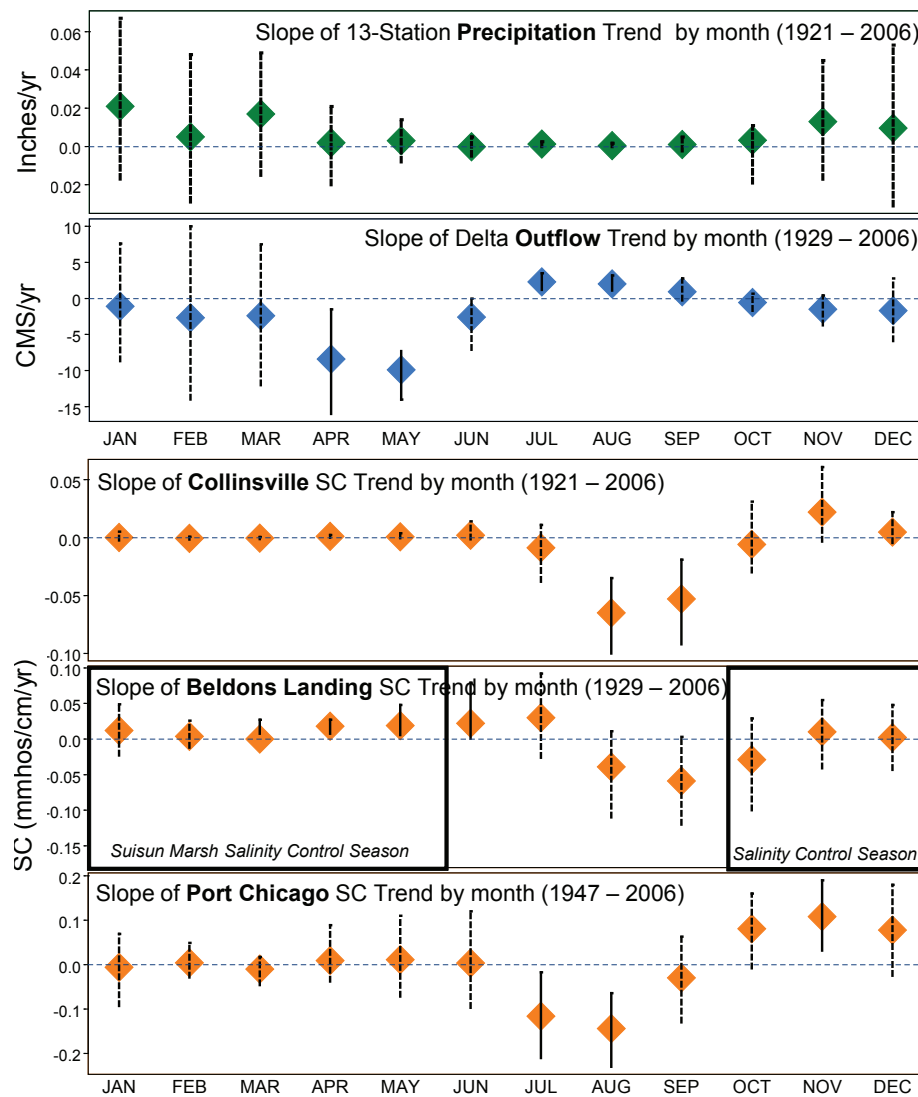 Slope of 13-Station Precipitation Trend by month (1921 – 2006)
Inches/yr
0.06
0.04
0.02
0.0
0.02
0.04
Slope of Delta Outflow Trend by month (1929 – 2006)
CMS/yr
10
5
0
-5
-10
-15
JAN FEB MAR APR MAY JUN JUL AUG SEP OCT NOV DEC
Slope of Collinsville SC Trend by month (1921 – 2006)
0.05
0.0
-0.05
-0.10
SC (mmhos/cm/yr)
Slope of Beldons Landing SC Trend by month (1929 – 2006)
0.10
0.05
0.0
-0.05
-0.10
-0.15
Suisun Marsh Salinity Control Season
Salinity Control Season
Slope of Port Chicago SC Trend by month (1947 – 2006)
0.2
0.1
0.0
-0.1
-0.2
JAN FEB MAR APR MAY JUN JUL AUG SEP OCT NOV DEC